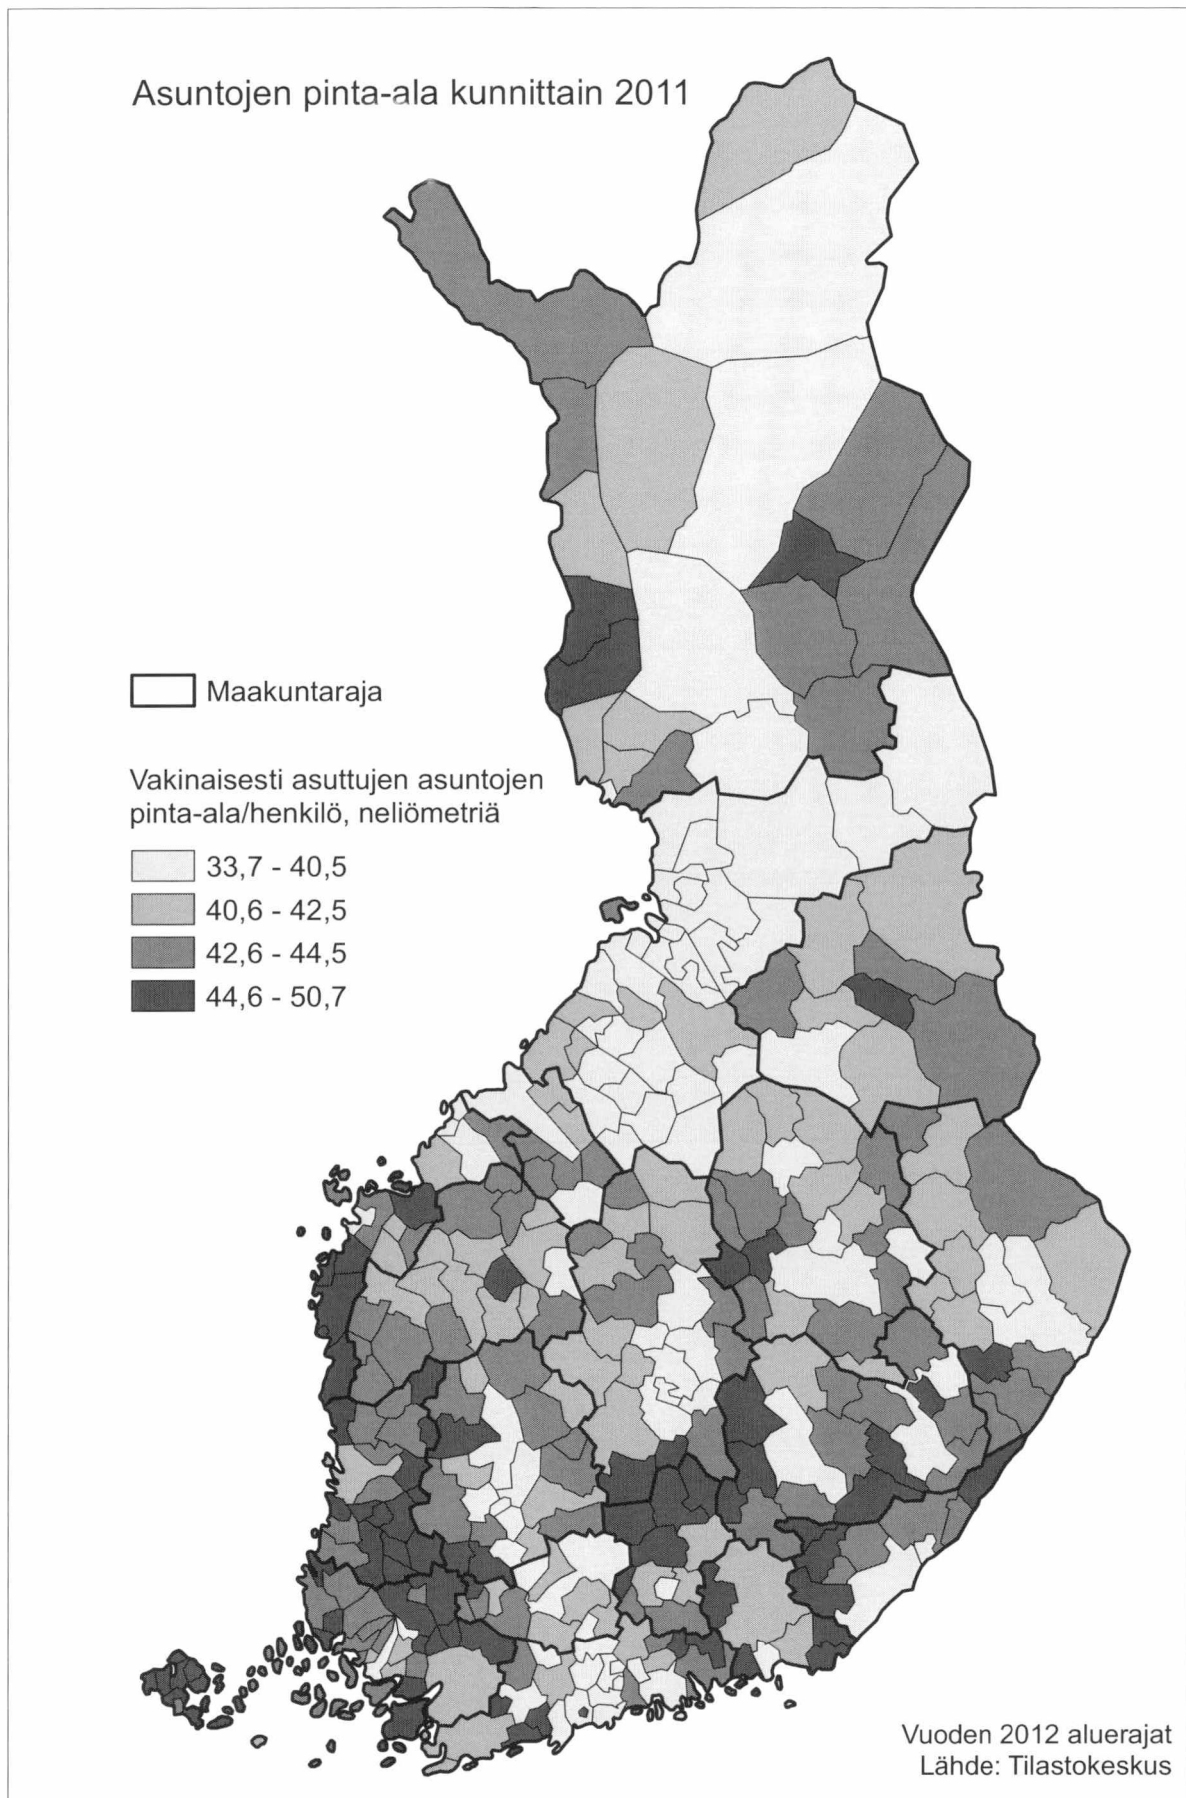 Asuntojen pinta-ala kunnittain 2011
Maakuntaraja
Vakinaisesti asuttujen asuntojen
pinta-ala/henkilö, neliömetriä
33,7 - 40,5
40,6 - 42,5
42,6 - 44,5
44,6 - 50,7
Vuoden 2012 aluerajat
Lähde: Tilastokeskus